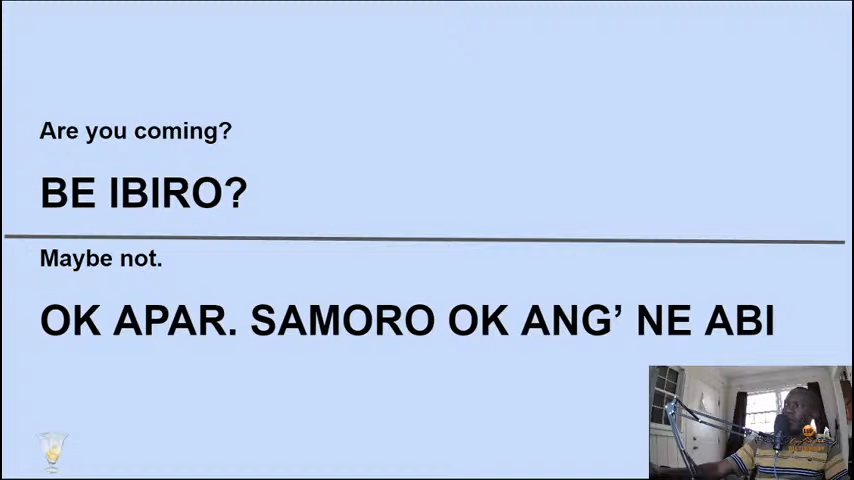 Are you coming?
BE IBIRO?
Maybe not.
OK APAR. SAMORO OK ANG’ NE ABI